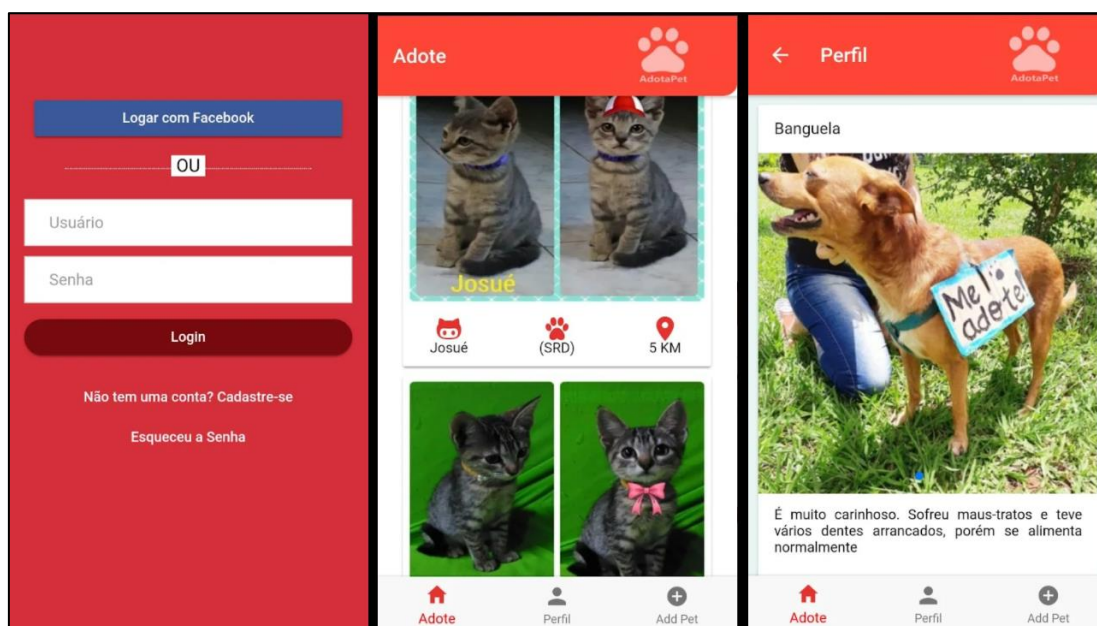 Logar com Facebook
OU
Usuário
Senha
Login
Não tem uma conta? Cadastre-se
Esqueceu a Senha
Adote
AdotaPet
Josué
Josué
(SRD)
5 KM
Adote
Perfil
Add Pet
Perfil
AdotaPet
Banguela
Me
adote!
É muito carinhoso. Sofreu maus-tratos e teve
vários dentes arrancados, porém se alimenta
normalmente
Adote
Perfil
Add Pet